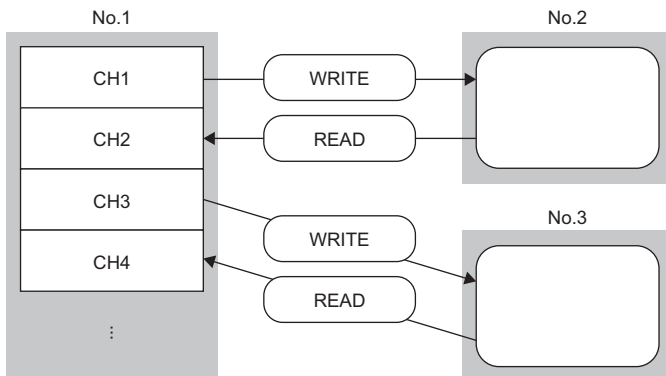 No.1
No.2
CH1
WRITE
CH2
READ
CH3
No.3
WRITE
CH4
READ
⋮